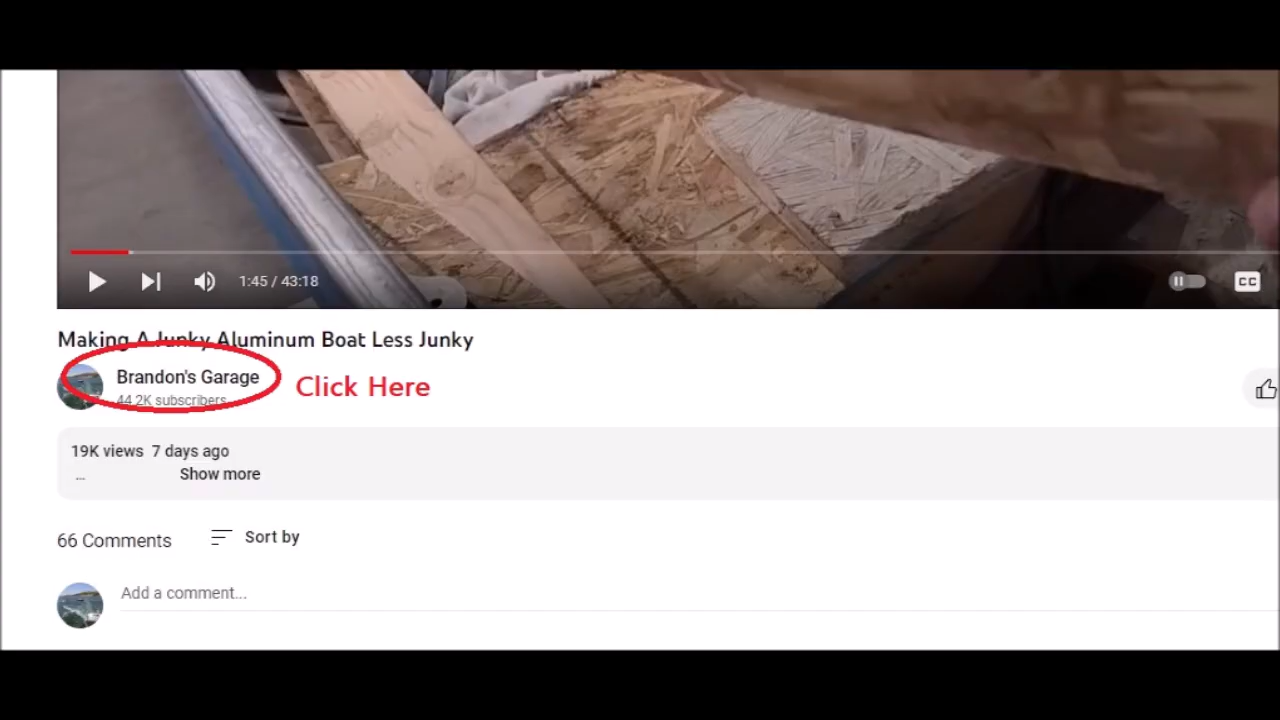 1:45 / 43:18
CC
Making A Junky Aluminum Boat Less Junky
Brandon's Garage
Click Here
44.2K subscribers
19K views 7 days ago
...
Show more
66 Comments
Sort by
Add a comment...